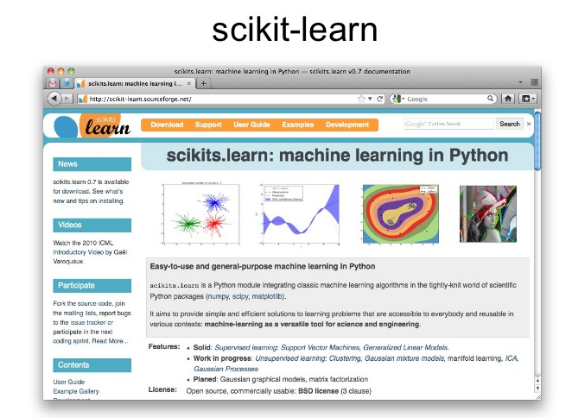 scikit-learn
scikits.learn: machine learning in Python — scikits.learn v0.7 documentation
scikits.learn: machine learning i...
http://scikit-learn.sourceforge.net/
Google
scikits
learn
Download Support User Guide Examples Development
Google™ Custom Search Search
News
scikits.learn 0.7 is available
for download. See what's
new and tips on installing.
Videos
Watch the 2010 ICML
Introductory Video by Gaël
Varoquaux.
Participate
Fork the source code, join
the mailing lists, report bugs
to the issue tracker or
participate in the next
coding sprint. Read More...
Contents
User Guide
Example Gallery
scikits.learn: machine learning in Python
Easy-to-use and general-purpose machine learning in Python
scikits.learn is a Python module integrating classic machine learning algorithms in the tightly-knit world of scientific
Python packages (numpy, scipy, matplotlib).
It aims to provide simple and efficient solutions to learning problems that are accessible to everybody and reusable in
various contexts: machine-learning as a versatile tool for science and engineering.
Features: • Solid: Supervised learning: Support Vector Machines, Generalized Linear Models.
• Work in progress: Unsupervised learning: Clustering, Gaussian mixture models, manifold learning, ICA,
Gaussian Processes
• Planed: Gaussian graphical models, matrix factorization
License: Open source, commercially usable: BSD license (3 clause)